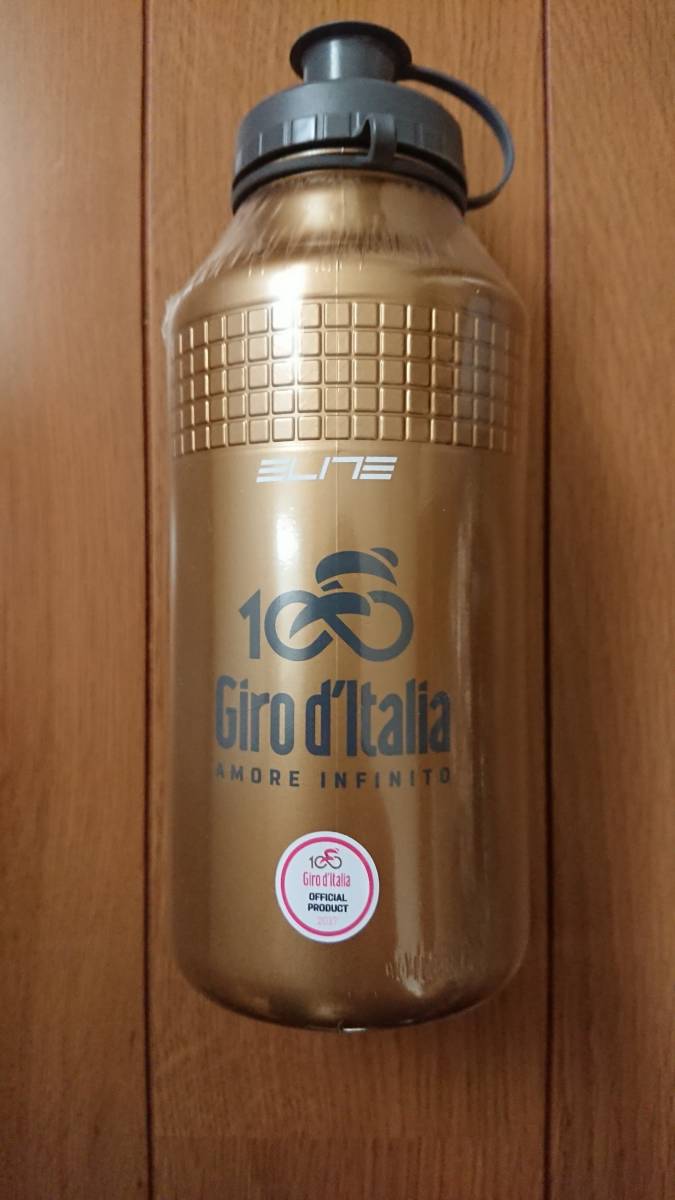 ELITE
100
Giro d'Italia
AMORE INFINITO
100
Giro d'Italia
OFFICIAL
PRODUCT
2017